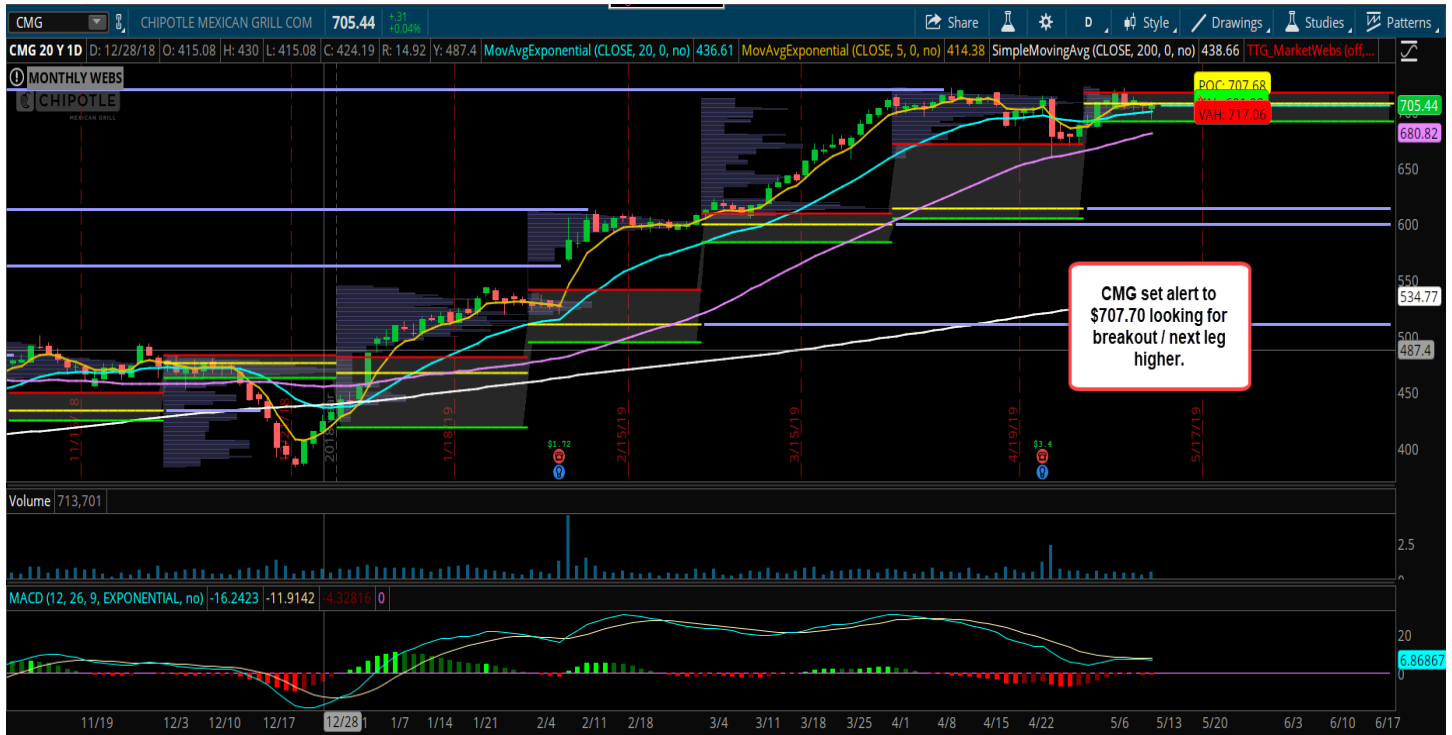 CMG
CHIPOTLE MEXICAN GRILL COM
705.44
+.31
+0.04%
Share
D
Style
Drawings
Studies
Patterns
CMG 20 Y 1D
D: 12/28/18
O: 415.08
H: 430
L: 415.08
C: 424.19
R: 14.92
Y: 487.4
MovAvgExponential (CLOSE, 20, 0, no)
436.61
MovAvgExponential (CLOSE, 5, 0, no)
414.38
SimpleMovingAvg (CLOSE, 200, 0, no)
438.66
TTG_MarketWebs (off,...
MONTHLY WEBS
CHIPOTLE
MEXICAN GRILL
POC: 707.68
VAH: 717.06
705.44
680.82
650
600
550
534.77
500
487.4
450
400
CMG set alert to
$707.70 looking for
breakout / next leg
higher.
11/16/18
1/18/19
2/15/19
3/15/19
4/19/19
5/17/19
$1.72
$3.4
Volume
713,701
2.5
MACD (12, 26, 9, EXPONENTIAL, no)
-16.2423
-11.9142
-4.32816
0
20
6.86867
0
11/19
12/3
12/10
12/17
12/28
1/7
1/14
1/21
2/4
2/11
2/18
3/4
3/11
3/18
3/25
4/1
4/8
4/15
4/22
5/6
5/13
5/20
6/3
6/10
6/17